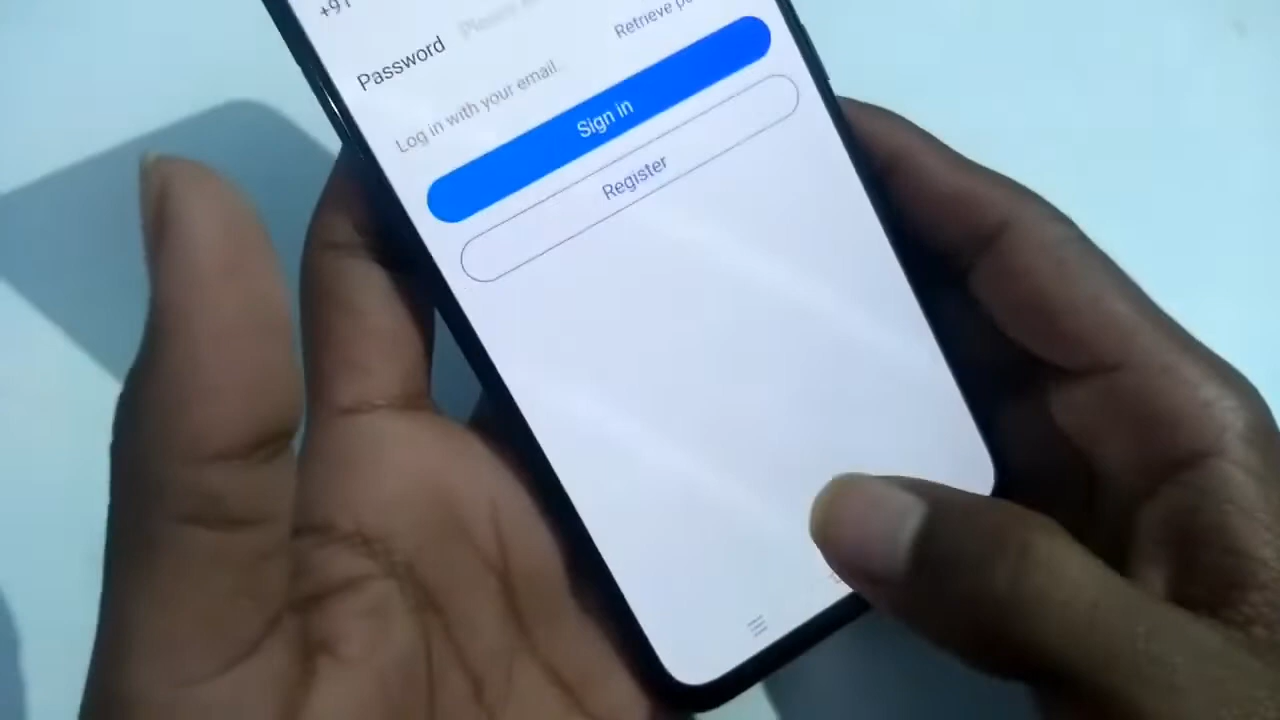 +91
Password
Retrieve
Log in with your email
Sign in
Register